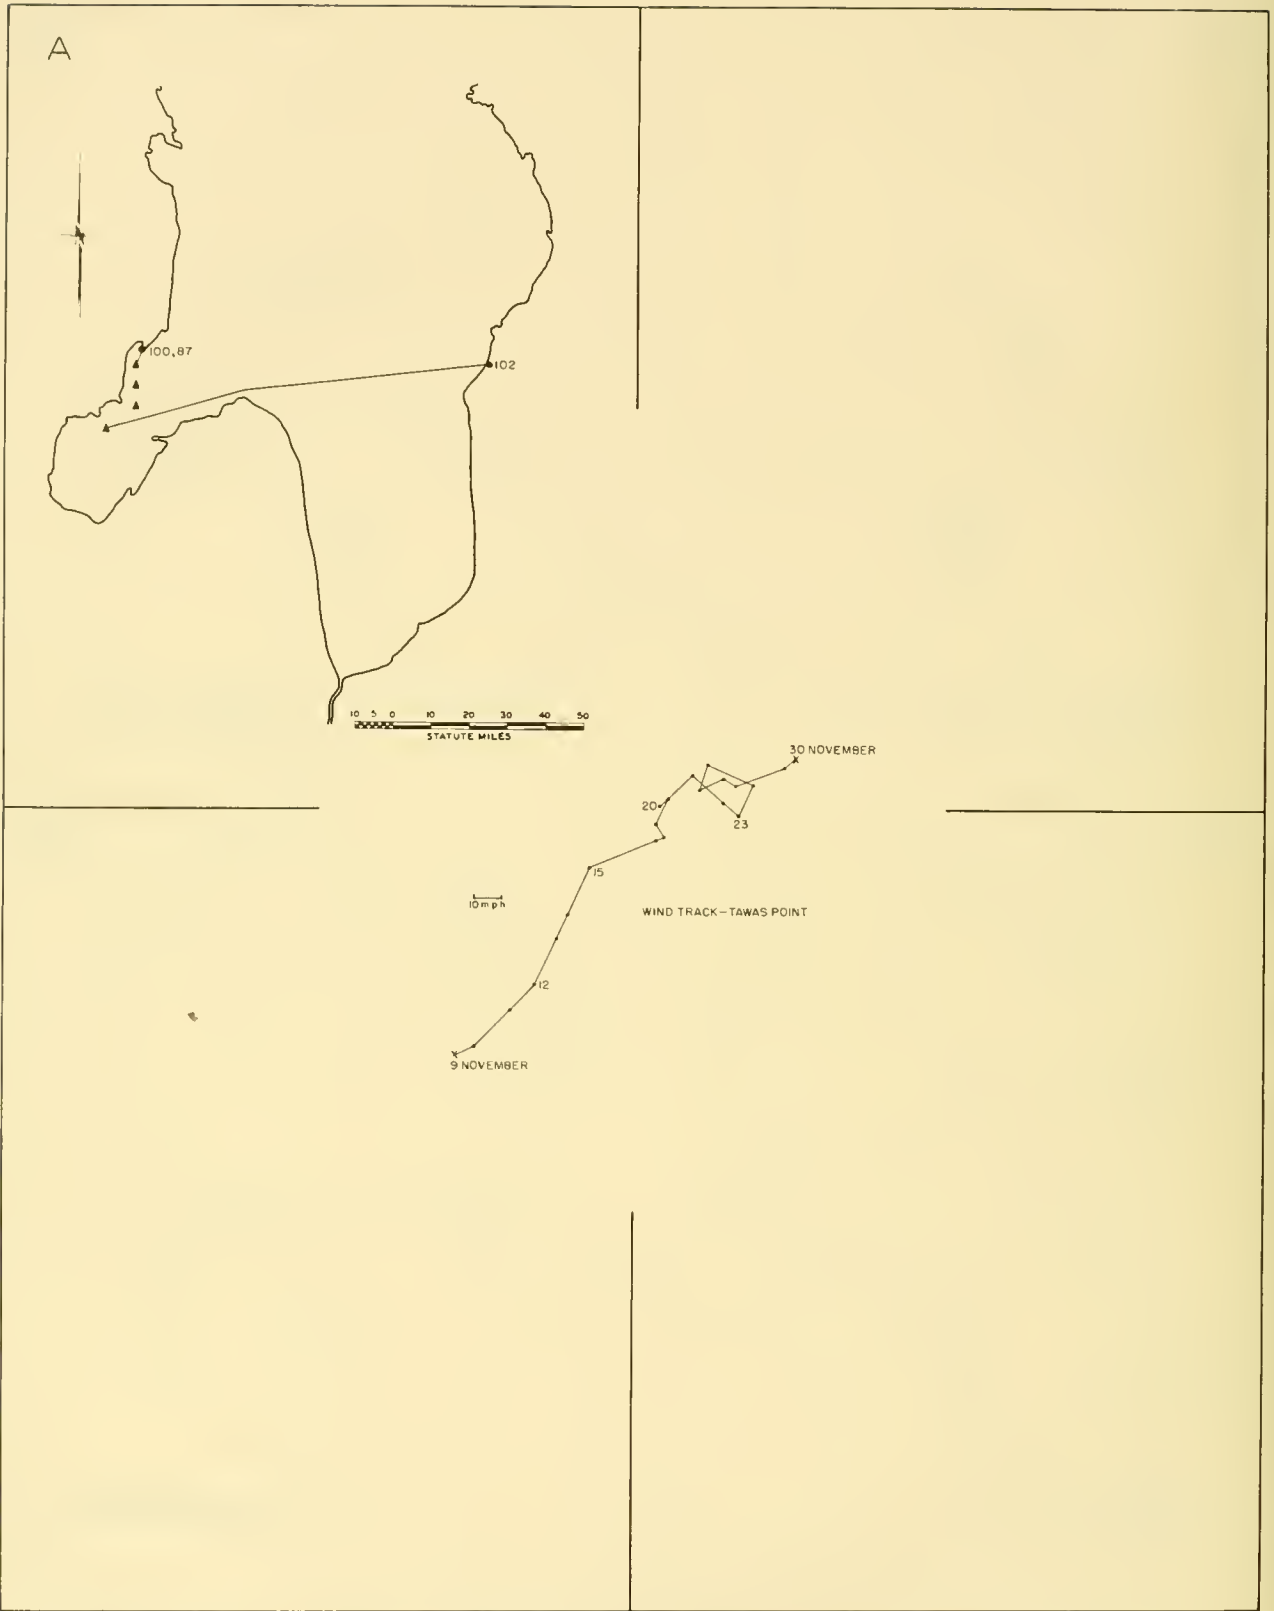 A
100,87
102
10 5 0 10 20 30 40 50
STATUTE MILES
30 NOVEMBER
20
23
15
10 mph
WIND TRACK-TAWAS POINT
12
9 NOVEMBER